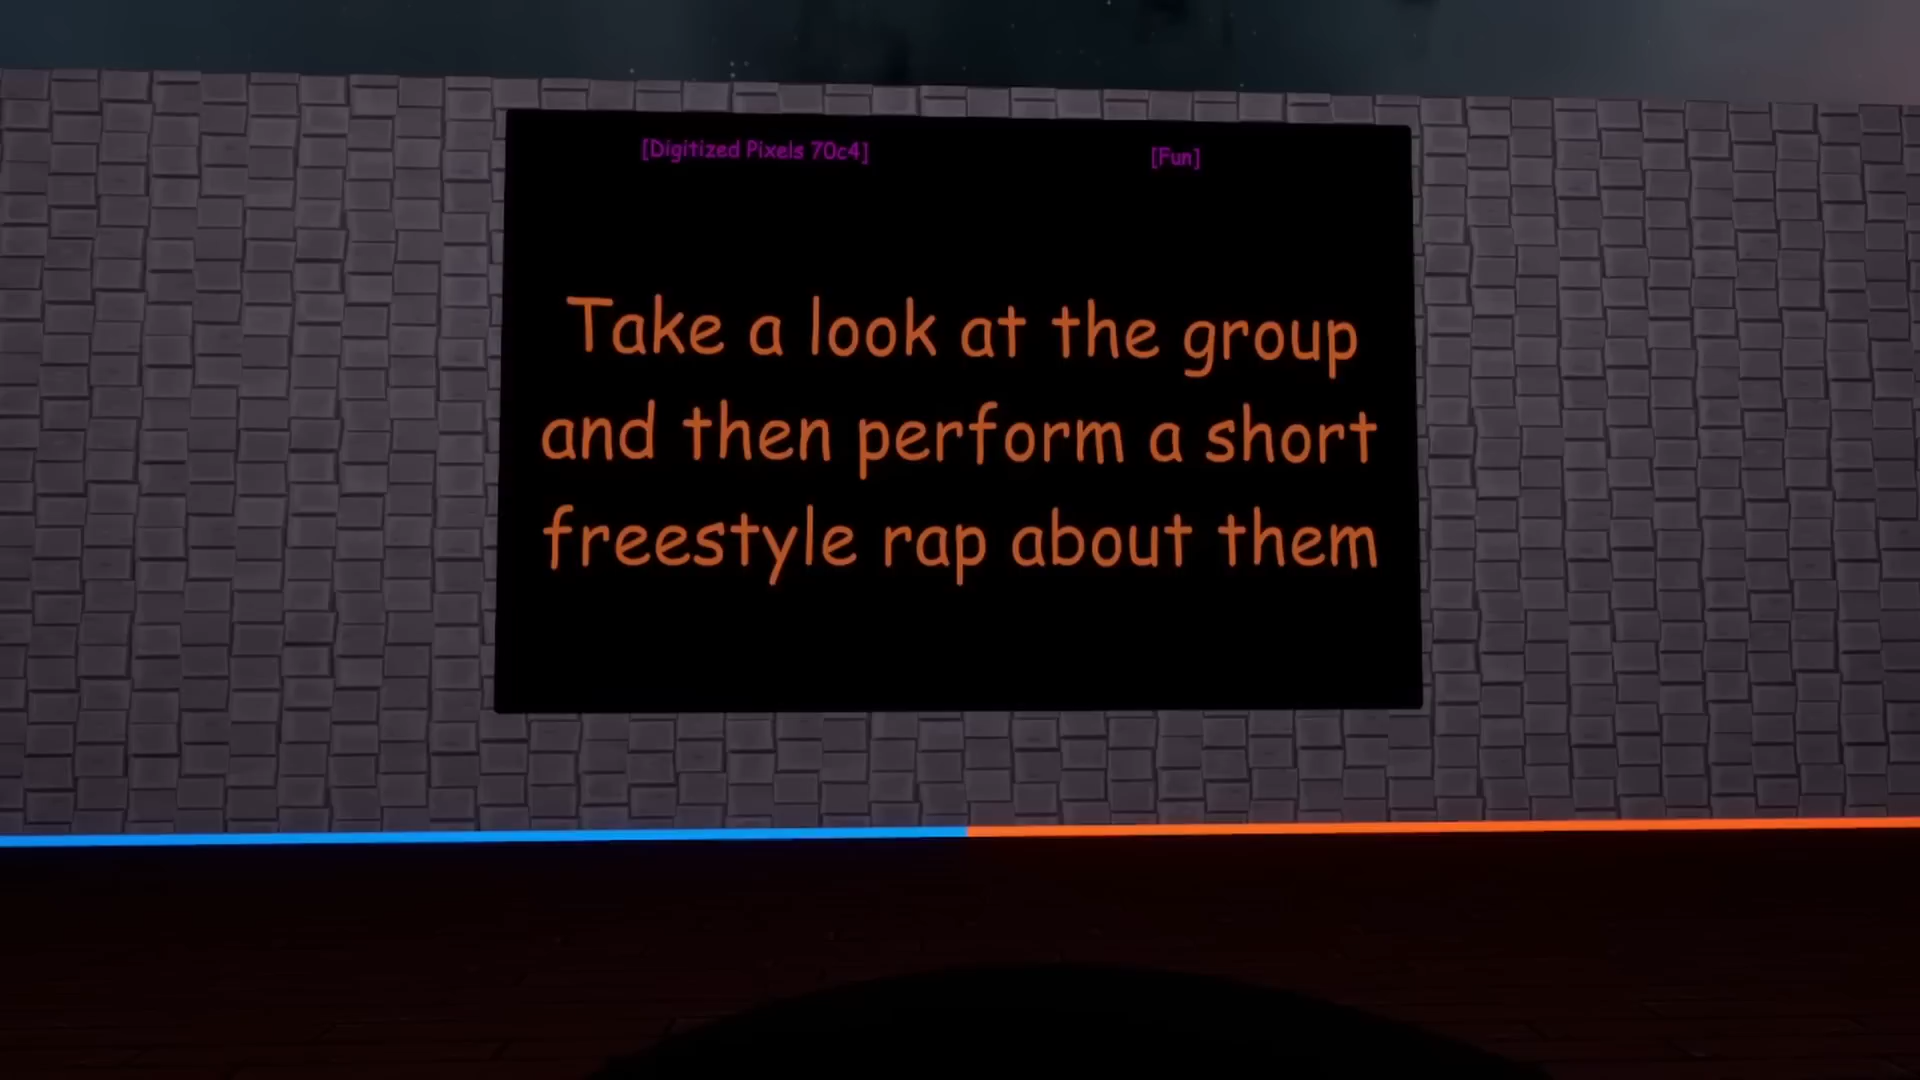 [Digitized Pixels 70c4] [Fun]
Take a look at the group
and then perform a short
freestyle rap about them